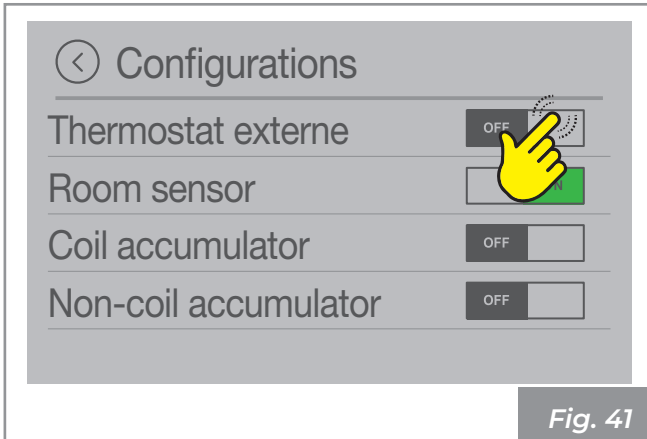 Configurations
Thermostat externe
OFF
Room sensor
Coil accumulator
OFF
Non-coil accumulator
OFF
Fig. 41